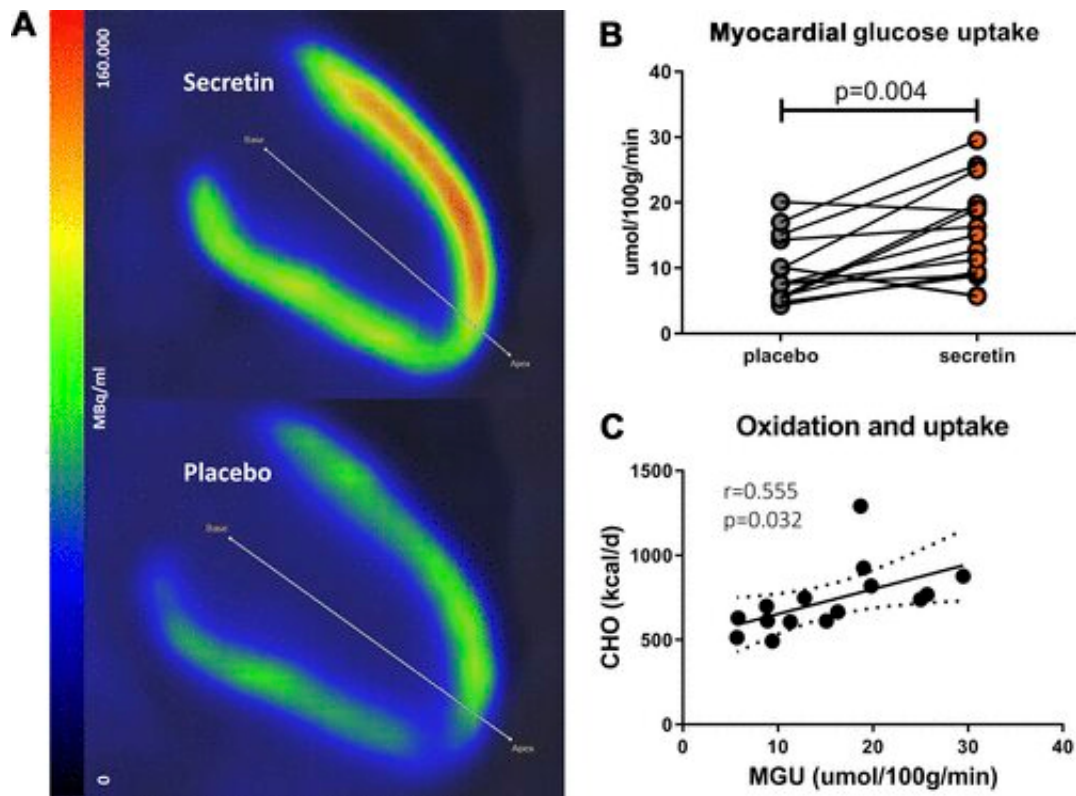 A
160.000
MBq/ml
0
Secretin
Base
Apex
Placebo
Base
Apex
B
Myocardial glucose uptake
p=0.004
umol/100g/min
40
30
20
10
0
placebo
secretin
C
Oxidation and uptake
r=0.555
p=0.032
CHO (kcal/d)
1500
1000
500
0
0 10 20 30 40
MGU (umol/100g/min)